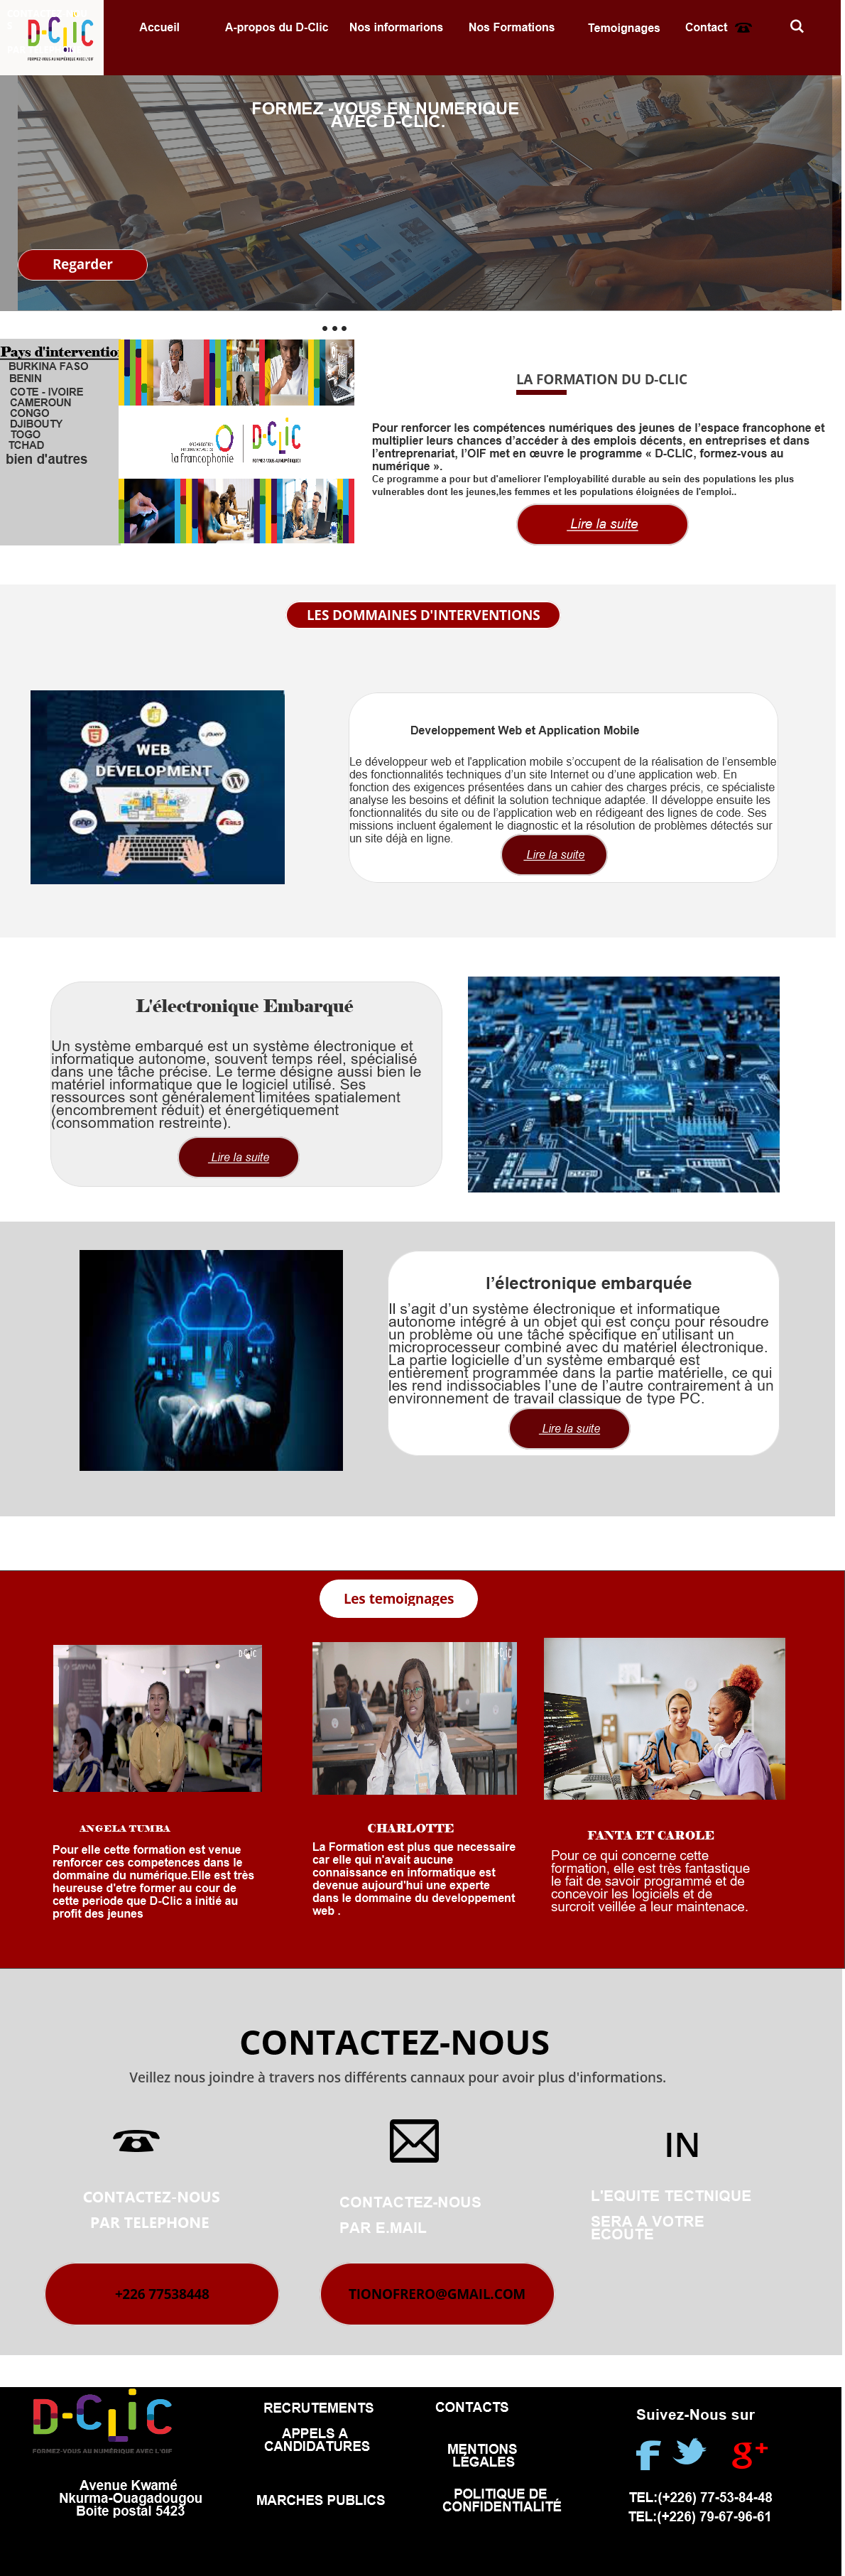 D-CLIC
FORMEZ-VOUS AU NUMÉRIQUE AVEC L'OIF
Accueil
A-propos du D-Clic
Nos informarions
Nos Formations
Temoignages
Contact
FORMEZ -VOUS EN NUMERIQUE
AVEC D-CLIC.
Regarder
Pays d'interventio
BURKINA FASO
BENIN
COTE - IVOIRE
CAMEROUN
CONGO
DJIBOUTY
TOGO
TCHAD
bien d'autres
la francophonie
D-CLIC
FORMEZ-VOUS AU NUMÉRIQUE
LA FORMATION DU D-CLIC
Pour renforcer les compétences numériques des jeunes de l’espace francophone et
multiplier leurs chances d’accéder à des emplois décents, en entreprises et dans
l’entreprenariat, l’OIF met en œuvre le programme « D-CLIC, formez-vous au
numérique ».
Ce programme a pour but d'ameliorer l'employabilité durable au sein des populations les plus
vulnerables dont les jeunes,les femmes et les populations éloignées de l'emploi..
Lire la suite
LES DOMMAINES D'INTERVENTIONS
WEB
DEVELOPMENT
HTML
JS
jQuery
php
Java
RAILS
Developpement Web et Application Mobile
Le développeur web et l'application mobile s’occupent de la réalisation de l’ensemble
des fonctionnalités techniques d’un site Internet ou d’une application web. En
fonction des exigences présentées dans un cahier des charges précis, ce spécialiste
analyse les besoins et définit la solution technique adaptée. Il développe ensuite les
fonctionnalités du site ou de l’application web en rédigeant des lignes de code. Ses
missions incluent également le diagnostic et la résolution de problèmes détectés sur
un site déjà en ligne.
Lire la suite
L'électronique Embarqué
Un système embarqué est un système électronique et
informatique autonome, souvent temps réel, spécialisé
dans une tâche précise. Le terme désigne aussi bien le
matériel informatique que le logiciel utilisé. Ses
ressources sont généralement limitées spatialement
(encombrement réduit) et énergétiquement
(consommation restreinte).
Lire la suite
l’électronique embarquée
Il s’agit d’un système électronique et informatique
autonome intégré à un objet qui est conçu pour résoudre
un problème ou une tâche spécifique en utilisant un
microprocesseur combiné avec du matériel électronique.
La partie logicielle d’un système embarqué est
entièrement programmée dans la partie matérielle, ce qui
les rend indissociables l’une de l’autre contrairement à un
environnement de travail classique de type PC.
Lire la suite
Les temoignages
D-CLIC
ANGELA TUMBA
Pour elle cette formation est venue
renforcer ces competences dans le
dommaine du numérique.Elle est très
heureuse d'etre former au cour de
cette periode que D-Clic a initié au
profit des jeunes
CHARLOTTE
La Formation est plus que necessaire
car elle qui n'avait aucune
connaissance en informatique est
devenue aujourd'hui une experte
dans le dommaine du developpement
web .
FANTA ET CAROLE
Pour ce qui concerne cette
formation, elle est très fantastique
le fait de savoir programmé et de
concevoir les logiciels et de
surcroit veillée a leur maintenace.
CONTACTEZ-NOUS
Veillez nous joindre à travers nos différents cannaux pour avoir plus d'informations.
IN
CONTACTEZ-NOUS
PAR TELEPHONE
CONTACTEZ-NOUS
PAR E.MAIL
L'EQUITE TECTNIQUE
SERA A VOTRE
ECOUTE
+226 77538448
TIONOFRERO@GMAIL.COM
D-CLIC
FORMEZ-VOUS AU NUMÉRIQUE AVEC L'OIF
Avenue Kwamé
Nkurma-Ouagadougou
Boite postal 5423
RECRUTEMENTS
APPELS A
CANDIDATURES
MARCHES PUBLICS
CONTACTS
MENTIONS
LÉGALES
POLITIQUE DE
CONFIDENTIALITÉ
Suivez-Nous sur
TEL:(+226) 77-53-84-48
TEL:(+226) 79-67-96-61